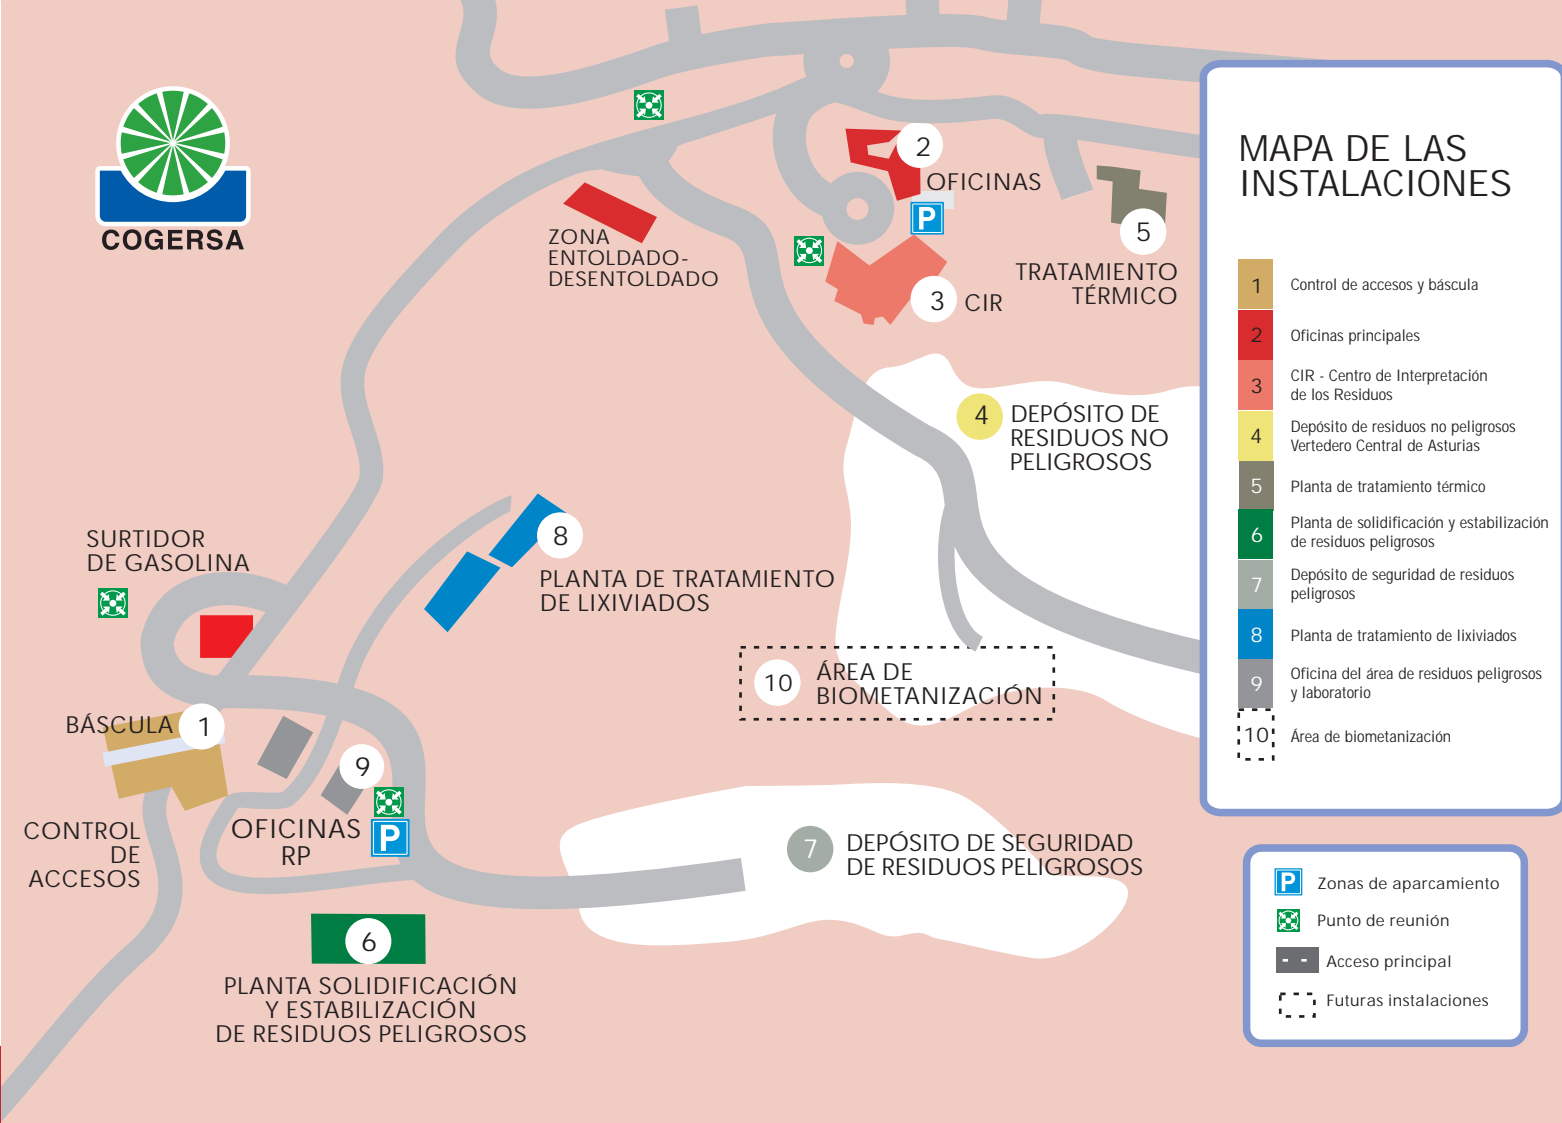 COGERSA
2
OFICINAS
P
ZONA
ENTOLDADO-
DESENTOLDADO
5
TRATAMIENTO
TÉRMICO
3
CIR
4
DEPÓSITO DE
RESIDUOS NO
PELIGROSOS
SURTIDOR
DE GASOLINA
8
PLANTA DE TRATAMIENTO
DE LIXIVIADOS
10
ÁREA DE
BIOMETANIZACIÓN
BÁSCULA
1
9
CONTROL
DE
ACCESOS
OFICINAS
RP
P
7
DEPÓSITO DE SEGURIDAD
DE RESIDUOS PELIGROSOS
6
PLANTA SOLIDIFICACIÓN
Y ESTABILIZACIÓN
DE RESIDUOS PELIGROSOS
MAPA DE LAS
INSTALACIONES
1 Control de accesos y báscula
2 Oficinas principales
3 CIR - Centro de Interpretación
de los Residuos
4 Depósito de residuos no peligrosos
Vertedero Central de Asturias
5 Planta de tratamiento térmico
6 Planta de solidificación y estabilización
de residuos peligrosos
7 Depósito de seguridad de residuos
peligrosos
8 Planta de tratamiento de lixiviados
9 Oficina del área de residuos peligrosos
y laboratorio
10 Área de biometanización
P Zonas de aparcamiento
Punto de reunión
Acceso principal
Futuras instalaciones